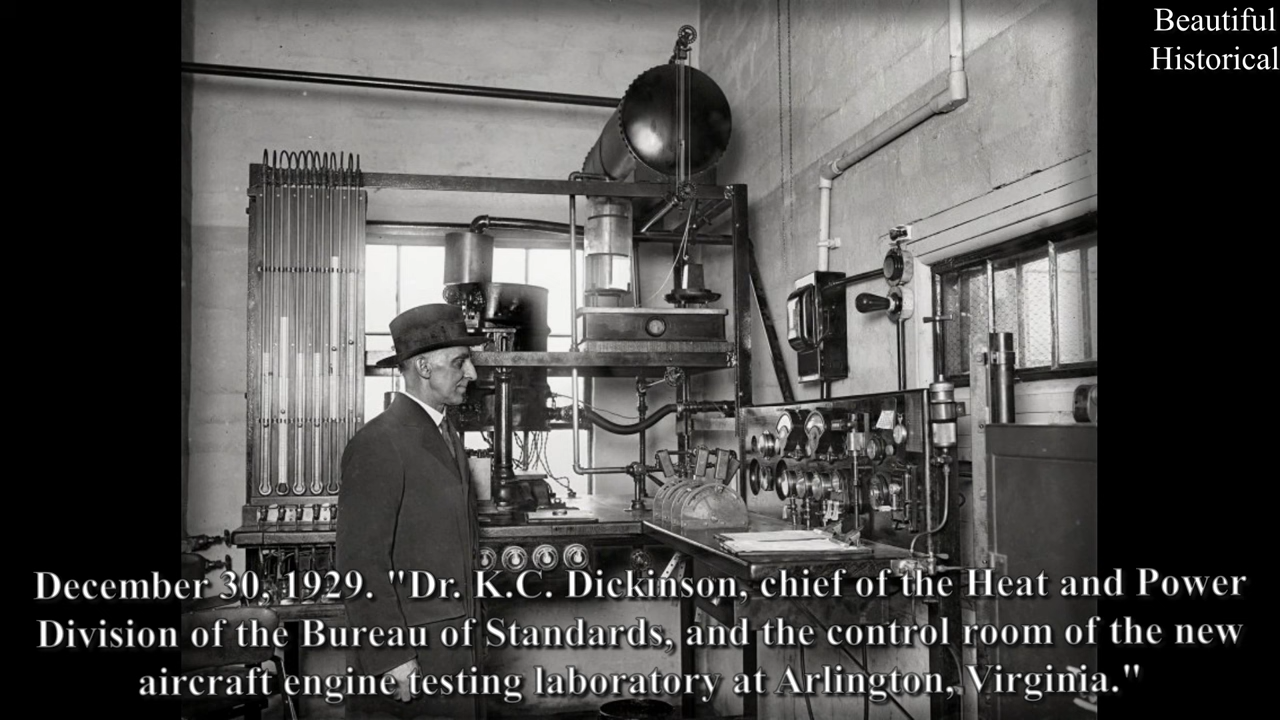 Beautiful
Historical
December 30, 1929. "Dr. K.C. Dickinson, chief of the Heat and Power
Division of the Bureau of Standards, and the control room of the new
aircraft engine testing laboratory at Arlington, Virginia."